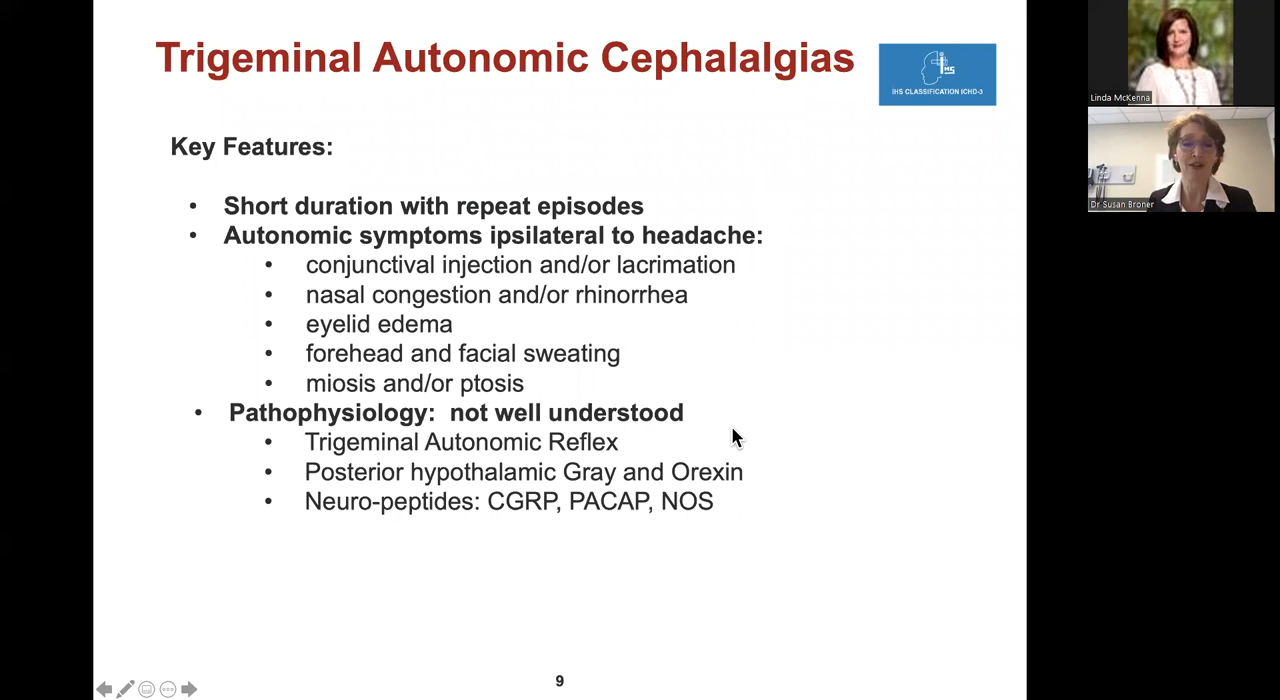 Trigeminal Autonomic Cephalalgias
IHS
IHS CLASSIFICATION ICHD-3
Key Features:
• Short duration with repeat episodes
• Autonomic symptoms ipsilateral to headache:
• conjunctival injection and/or lacrimation
• nasal congestion and/or rhinorrhea
• eyelid edema
• forehead and facial sweating
• miosis and/or ptosis
• Pathophysiology: not well understood
• Trigeminal Autonomic Reflex
• Posterior hypothalamic Gray and Orexin
• Neuro-peptides: CGRP, PACAP, NOS
9
Linda McKenna
Dr Susan Broner